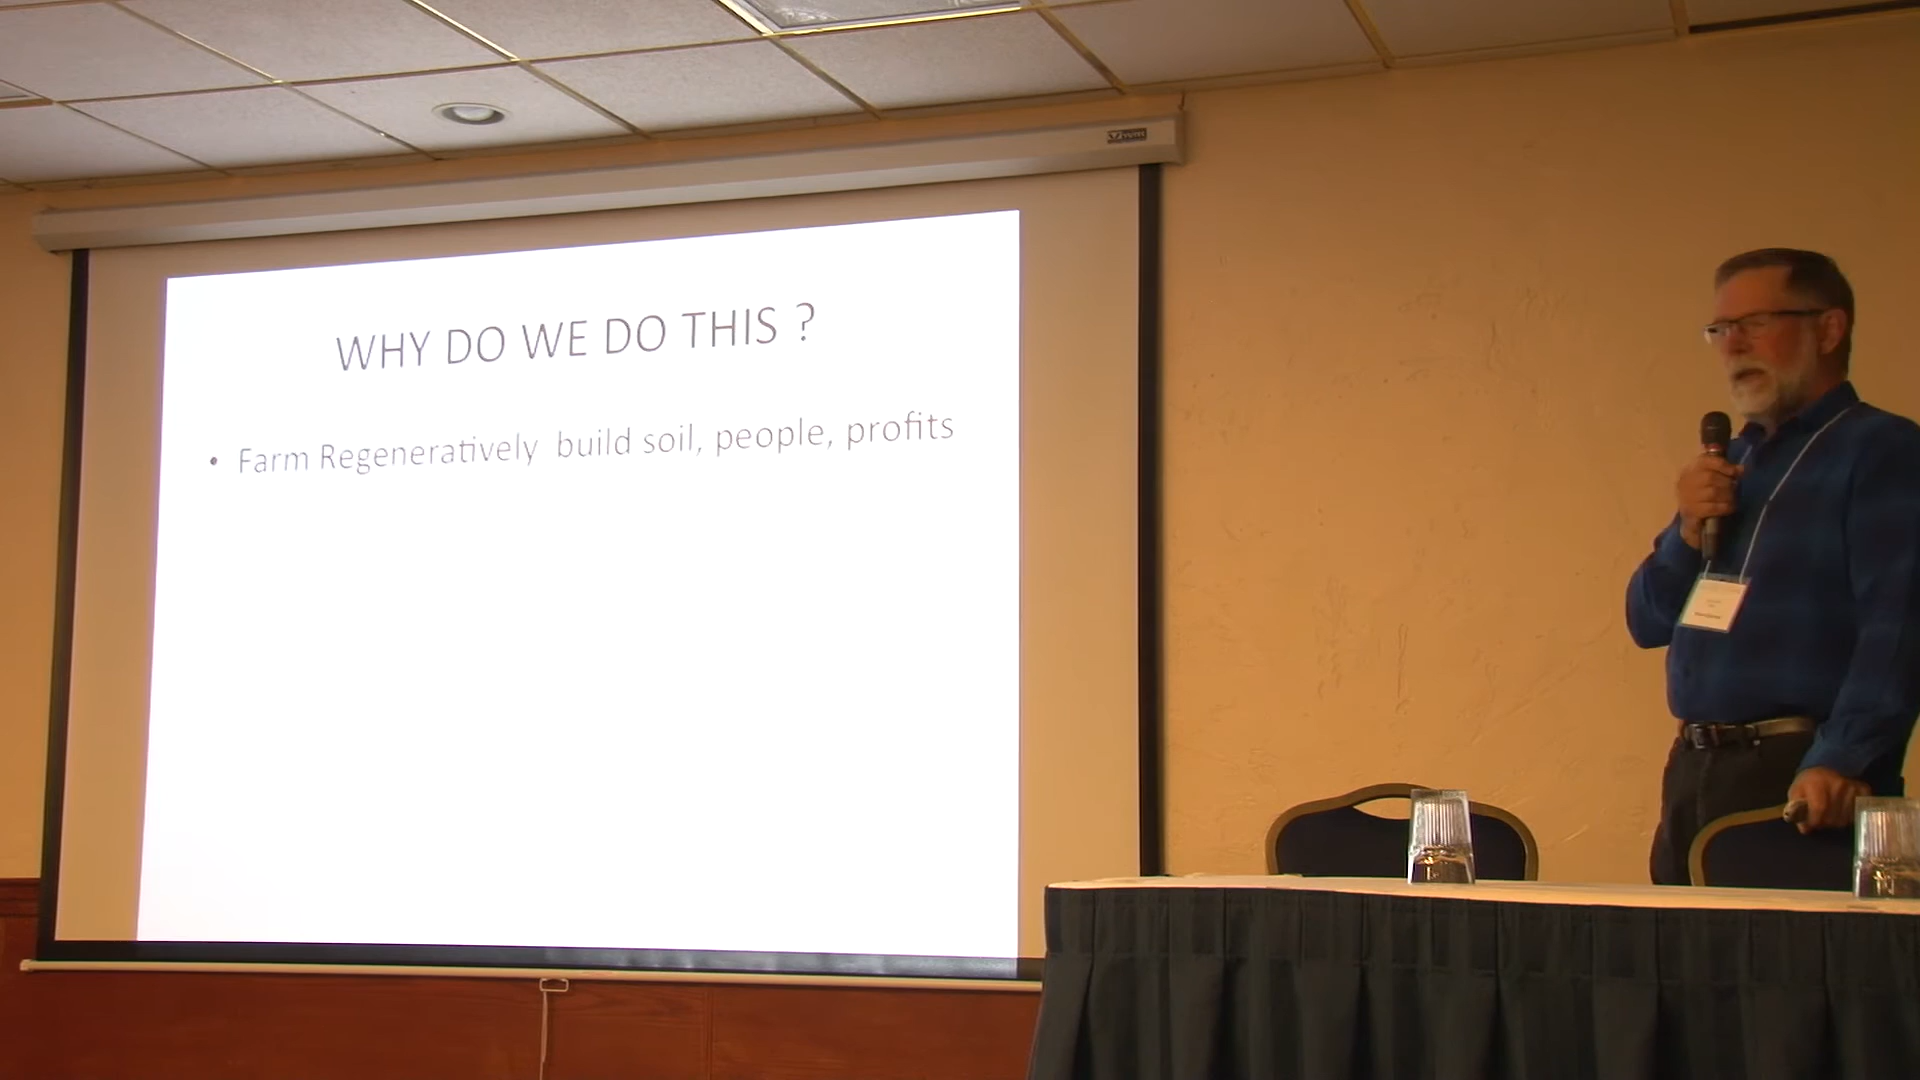 WHY DO WE DO THIS ?
• Farm Regeneratively build soil, people, profits